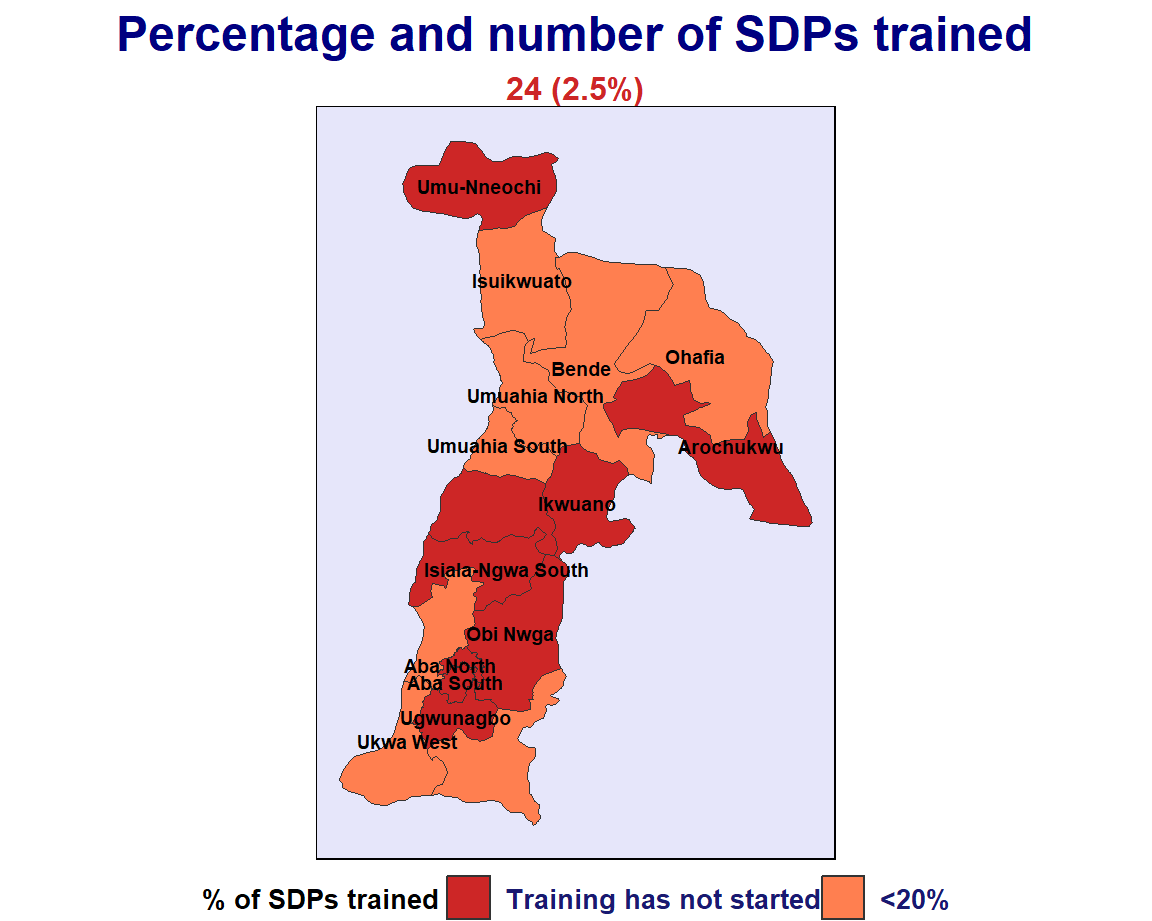 Percentage and number of SDPs trained
24 (2.5%)
Umu-Nneochi
Isuikwuato
Ohafia
Bende
Umuahia North
Umuahia South
Arochukwu
Ikwuano
Isiala-Ngwa South
Obi Nwga
Aba North
Aba South
Ugwunagbo
Ukwa West
% of SDPs trained Training has not started <20%